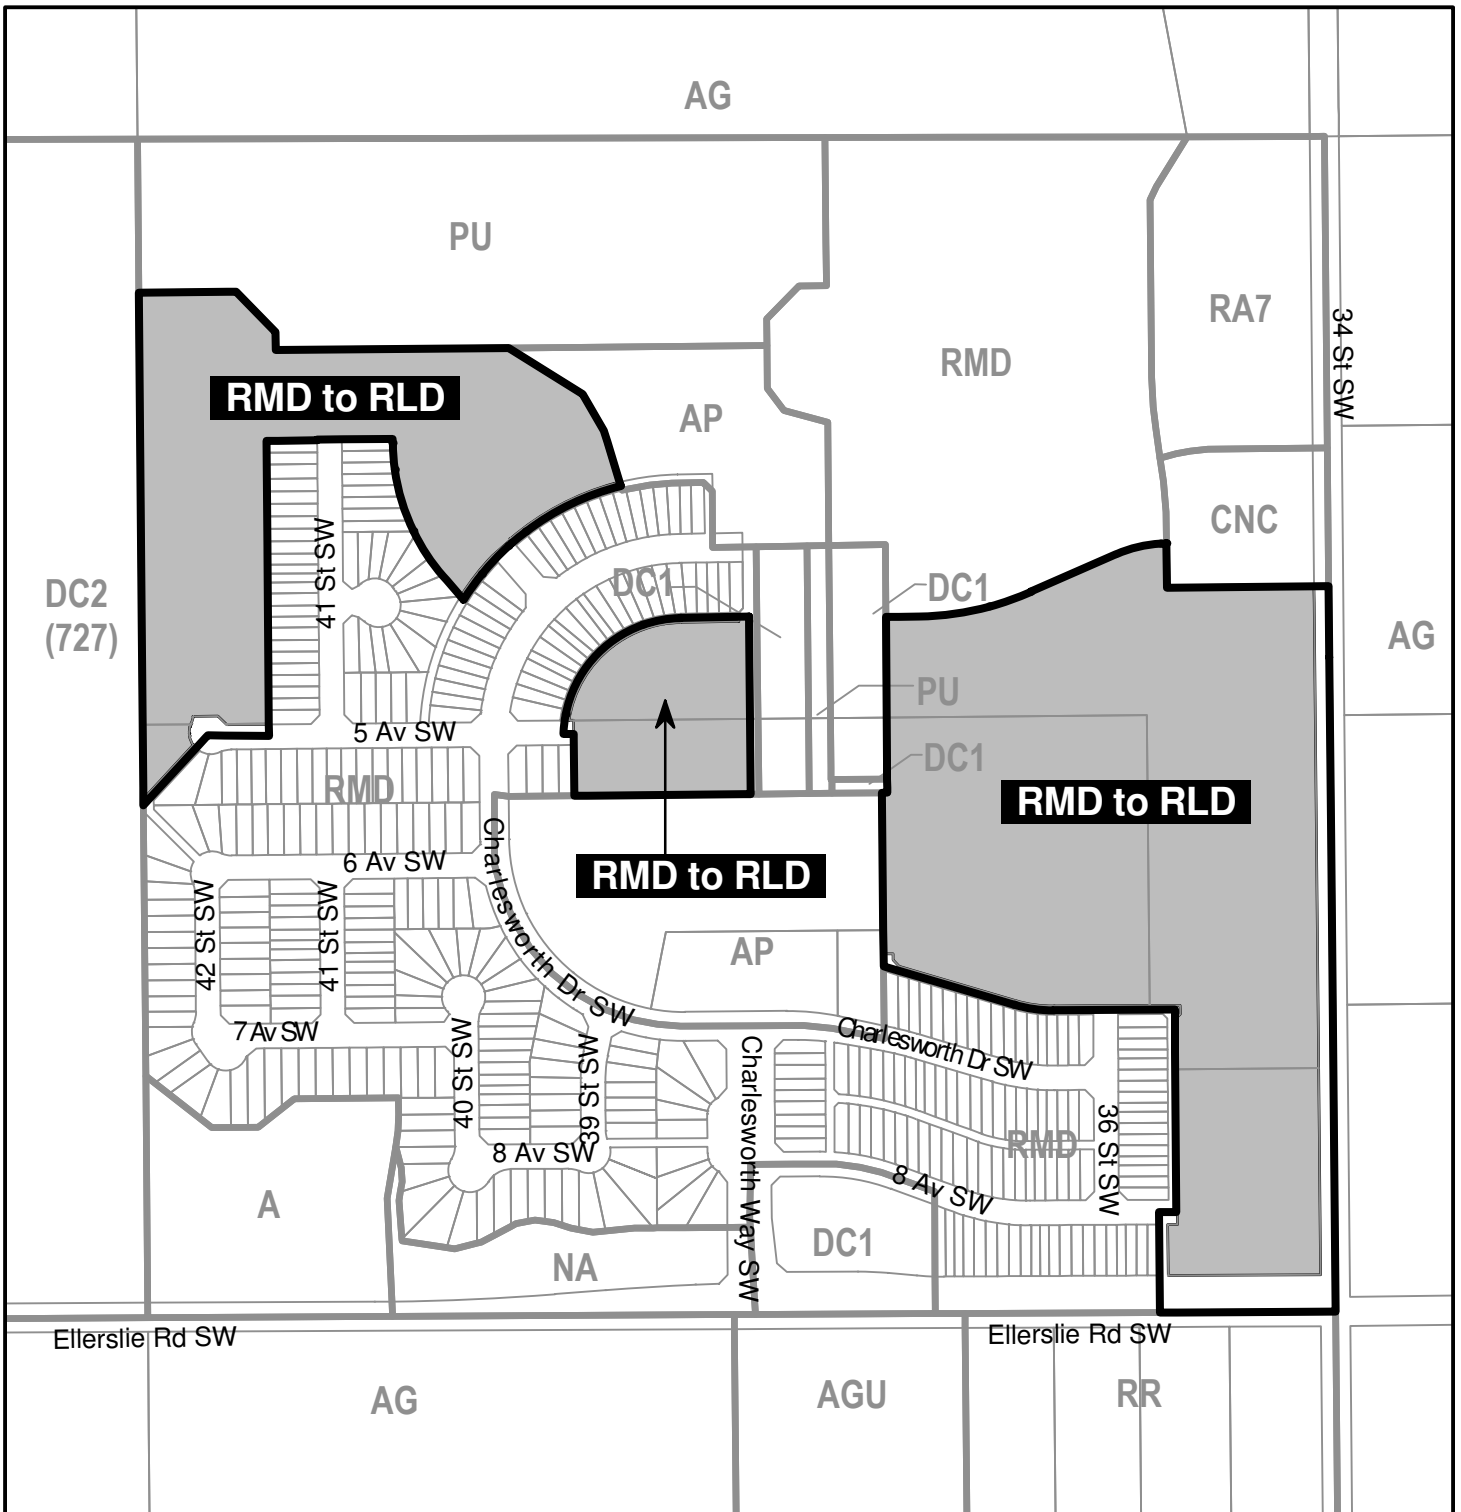 AG
PU
RA7
34 St SW
RMD
RMD to RLD
AP
CNC
41 St SW
DC1
DC1
DC2
(727)
AG
PU
5 Av SW
DC1
RMD
RMD to RLD
Charlesworth Dr SW
6 Av SW
RMD to RLD
42 St SW
41 St SW
AP
7 Av SW
Charlesworth Dr SW
40 St SW
39 St SW
Charlesworth Way SW
36 St SW
RMD
8 Av SW
8 Av SW
A
DC1
NA
Ellerslie Rd SW
Ellerslie Rd SW
AG
AGU
RR